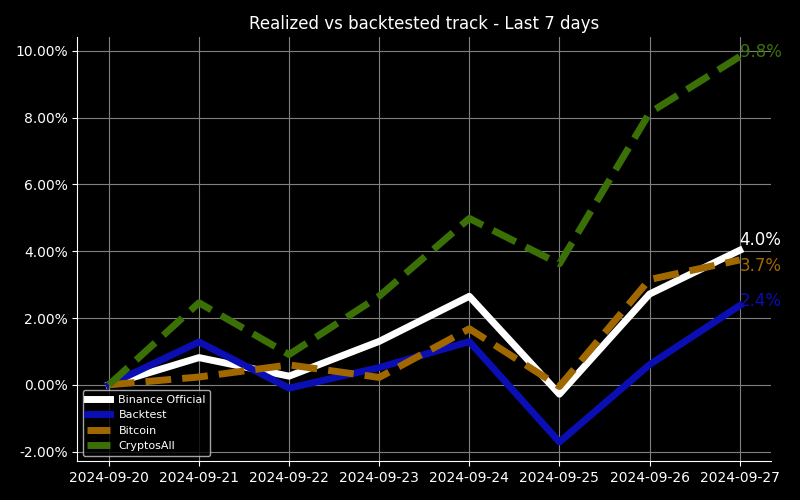 Realized vs backtested track - Last 7 days
10.00%
8.00%
6.00%
4.00%
2.00%
0.00%
-2.00%
9.8%
4.0%
3.7%
2.4%
Binance Official
Backtest
Bitcoin
CryptosAll
2024-09-20 2024-09-21 2024-09-22 2024-09-23 2024-09-24 2024-09-25 2024-09-26 2024-09-27